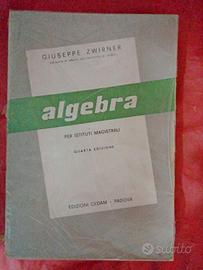 GIUSEPPE ZWIRNER
algebra
PER ISTITUTI MAGISTRALI
QUARTA EDIZIONE
EDIZIONI CEDAM - PADOVA
subito